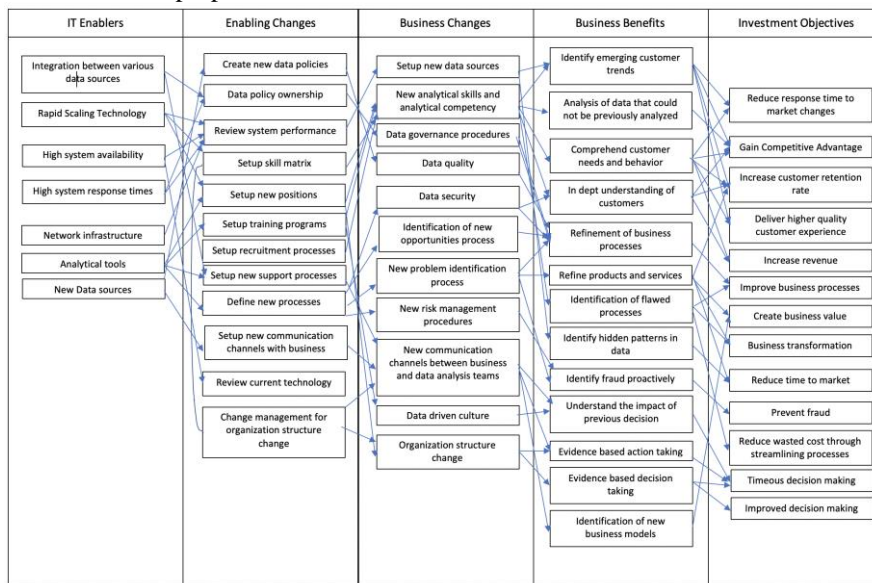 IT Enablers
Enabling Changes
Business Changes
Business Benefits
Investment Objectives
Integration between various
data sources
Rapid Scaling Technology
High system availability
High system response times
Network infrastructure
Analytical tools
New Data sources
Create new data policies
Data policy ownership
Review system performance
Setup skill matrix
Setup new positions
Setup training programs
Setup recruitment processes
Setup new support processes
Define new processes
Setup new communication
channels with business
Review current technology
Change management for
organization structure
change
Setup new data sources
New analytical skills and
analytical competency
Data governance procedures
Data quality
Data security
Identification of new
opportunities process
New problem identification
process
New risk management
procedures
New communication
channels between business
and data analysis teams
Data driven culture
Organization structure
change
Identify emerging customer
trends
Analysis of data that could
not be previously analyzed
Comprehend customer
needs and behavior
In dept understanding of
customers
Refinement of business
processes
Refine products and services
Identification of flawed
processes
Identify hidden patterns in
data
Identify fraud proactively
Understand the impact of
previous decision
Evidence based action taking
Evidence based decision
taking
Identification of new
business models
Reduce response time to
market changes
Gain Competitive Advantage
Increase customer retention
rate
Deliver higher quality
customer experience
Increase revenue
Improve business processes
Create business value
Business transformation
Reduce time to market
Prevent fraud
Reduce wasted cost through
streamlining processes
Timeous decision making
Improved decision making